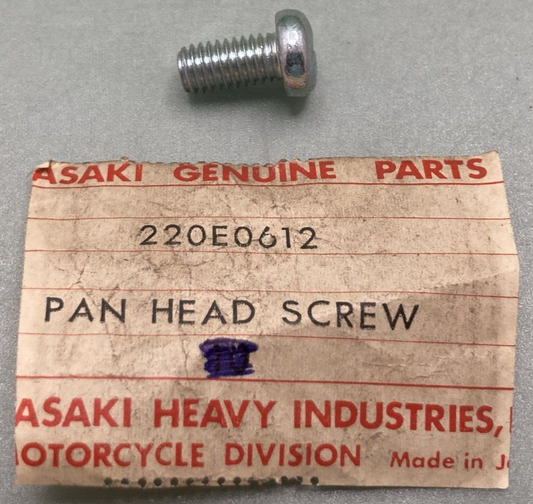 ASAKI GENUINE PARTS
220E0612
PAN HEAD SCREW
ASAKI HEAVY INDUSTRIES,
OTORCYCLE DIVISION Made in J